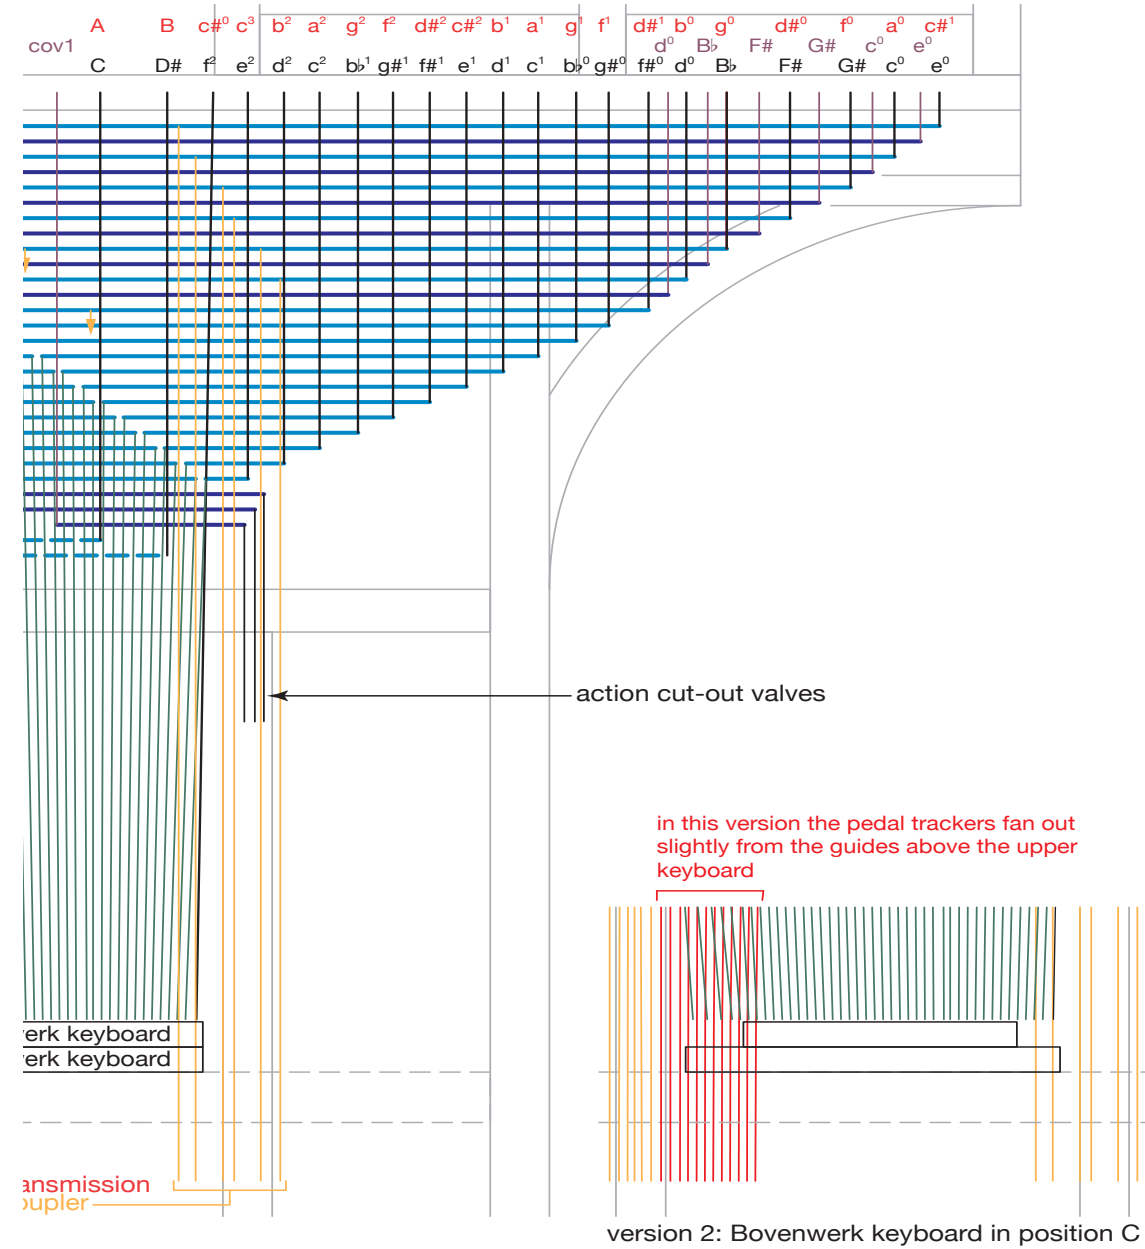 A B c#⁰ c³ b² a² g² f² d#² c#² b¹ a¹ g¹ f¹ d#¹ b⁰ g⁰ d#⁰ f⁰ a⁰ c#¹
cov1 d⁰ B♭ F# G# c⁰ e⁰
C D# f² e² d² c² b♭¹ g#¹ f#¹ e¹ d¹ c¹ b♭⁰ g#⁰ f#⁰ d⁰ B♭ F# G# c⁰ e⁰
action cut-out valves
in this version the pedal trackers fan out
slightly from the guides above the upper
keyboard
erk keyboard
erk keyboard
ansmission
oupler
version 2: Bovenwerk keyboard in position C